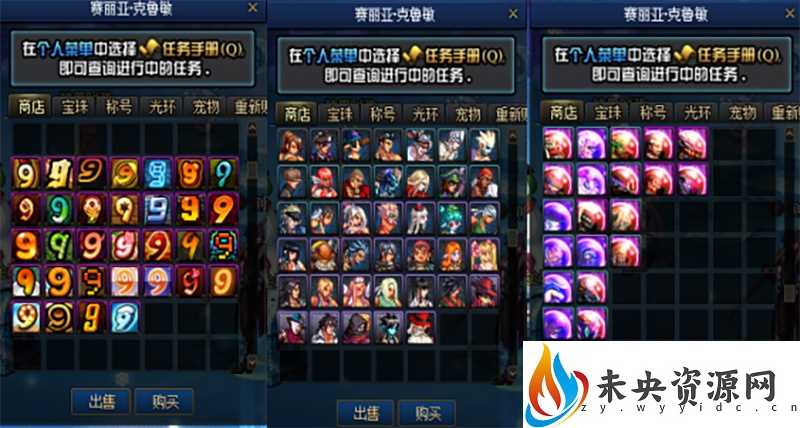 赛丽亚·克鲁敏
在个人菜单中选择 任务手册(Q),
即可查询进行中的任务.
商店 宝珠 称号 光环 宠物 重新
出售 购买
赛丽亚·克鲁敏
在个人菜单中选择 任务手册(Q),
即可查询进行中的任务.
商店 宝珠 称号 光环 宠物 重新
出售 购买
赛丽亚·克鲁敏
在个人菜单中选择 任务手册(Q),
即可查询进行中的任务.
商店 宝珠 称号 光环 宠物 重新
未央资源网
zy.wyyidc.cn